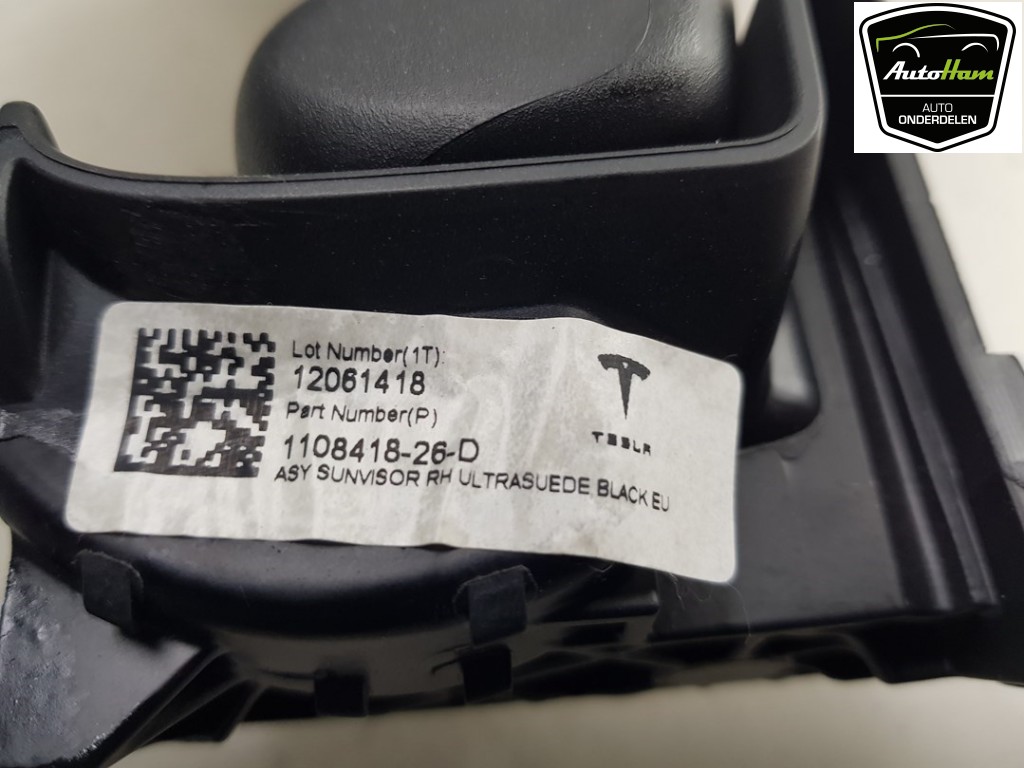 AutoHam
AUTO
ONDERDELEN
Lot Number(1T):
12061418
Part Number(P)
1108418-26-D
ASY SUNVISOR RH ULTRASUEDE BLACK EU
TESLA